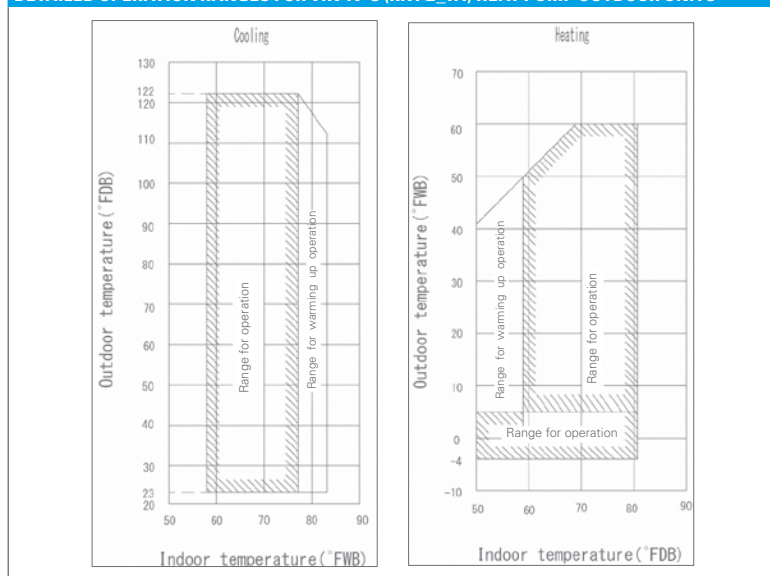 Cooling
130
122
120
110
100
90
80
70
60
50
40
30
23
20
50 60 70 80 90
Outdoor temperature(°FDB)
Range for operation
Range for warming up operation
Indoor temperature(°FWB)
Heating
70
60
50
40
30
20
10
0
-4
-10
50 60 70 80 90
Outdoor temperature(°FWB)
Range for warming up operation
Range for operation
Range for operation
Indoor temperature(°FDB)